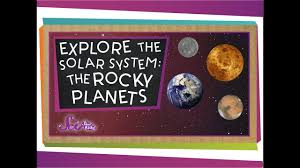 EXPLORE THE
SOLAR SYSTEM:
THE ROCKY
PLANETS